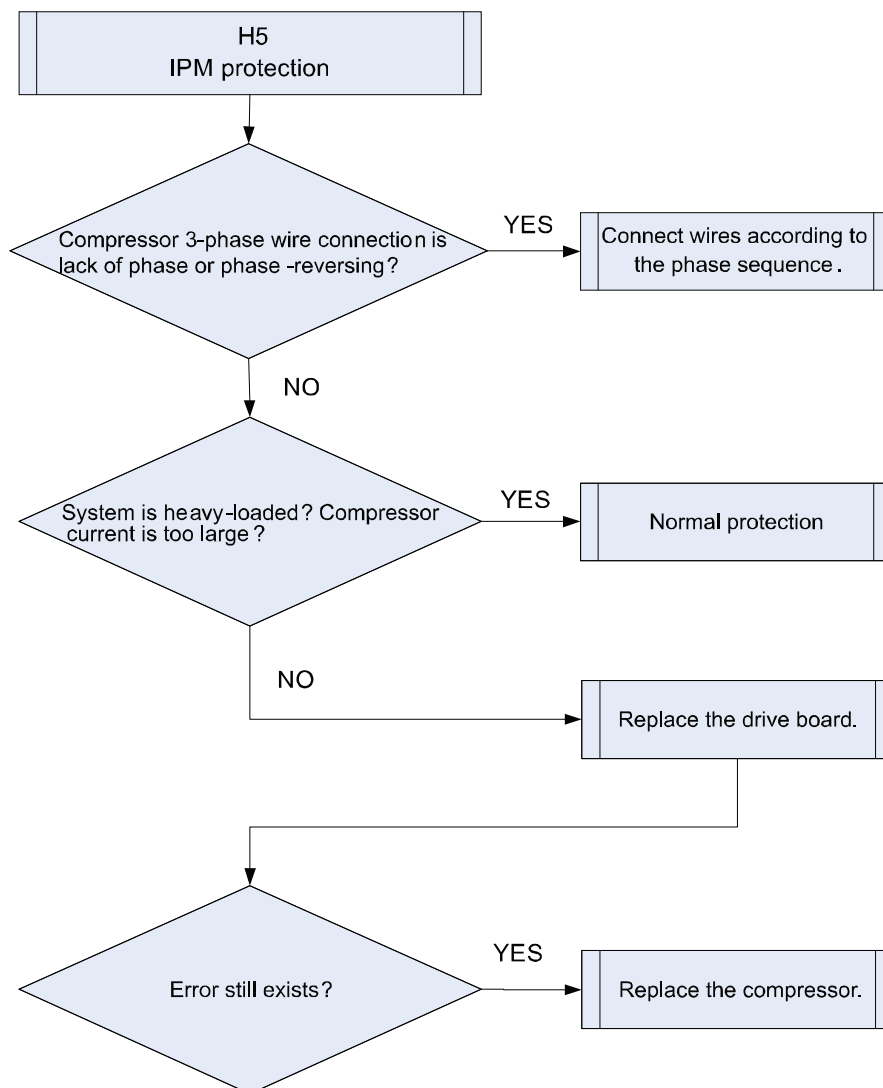 H5
IPM protection
Compressor 3-phase wire connection is
lack of phase or phase -reversing?
YES
Connect wires according to
the phase sequence.
NO
System is heavy-loaded? Compressor
current is too large?
YES
Normal protection
NO
Replace the drive board.
Error still exists?
YES
Replace the compressor.